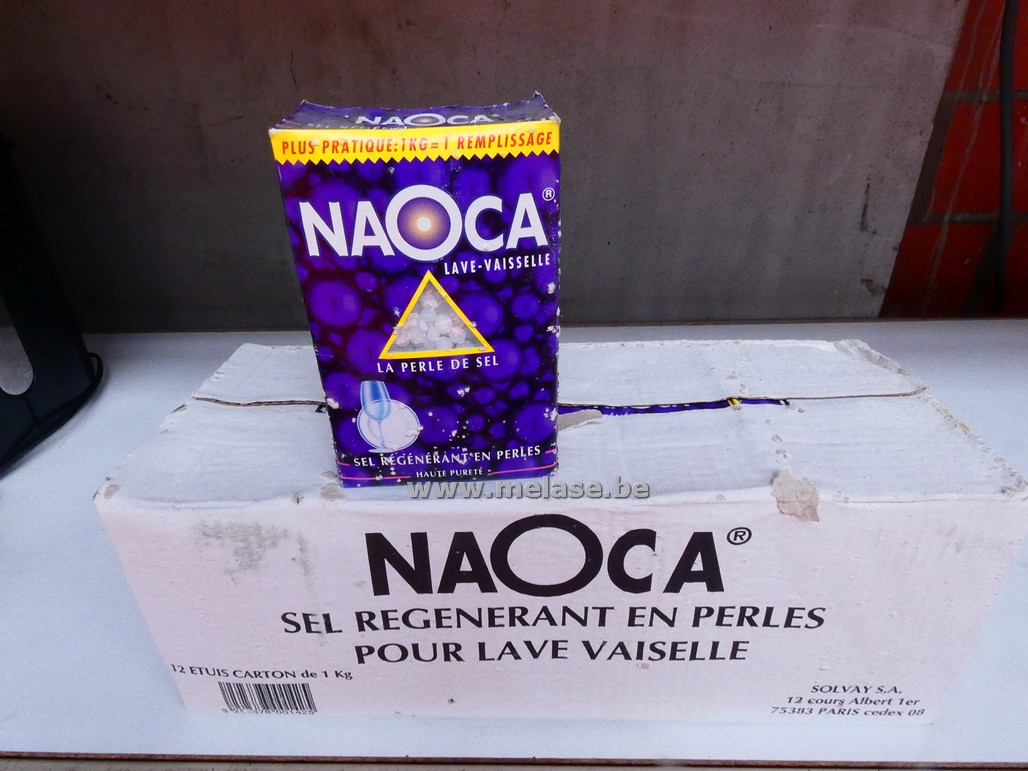 NAOCA
PLUS PRATIQUE: 1KG = 1 REMPLISSAGE
NAOCA®
LAVE-VAISSELLE
LA PERLE DE SEL
SEL RÉGÉNÉRANT EN PERLES
HAUTE PURETÉ
www.melase.be
NAOCA®
SEL REGENERANT EN PERLES
POUR LAVE VAISELLE
12 ETUIS CARTON de 1 Kg
SOLVAY S.A.
12 cours Albert 1er
75383 PARIS cedex 08